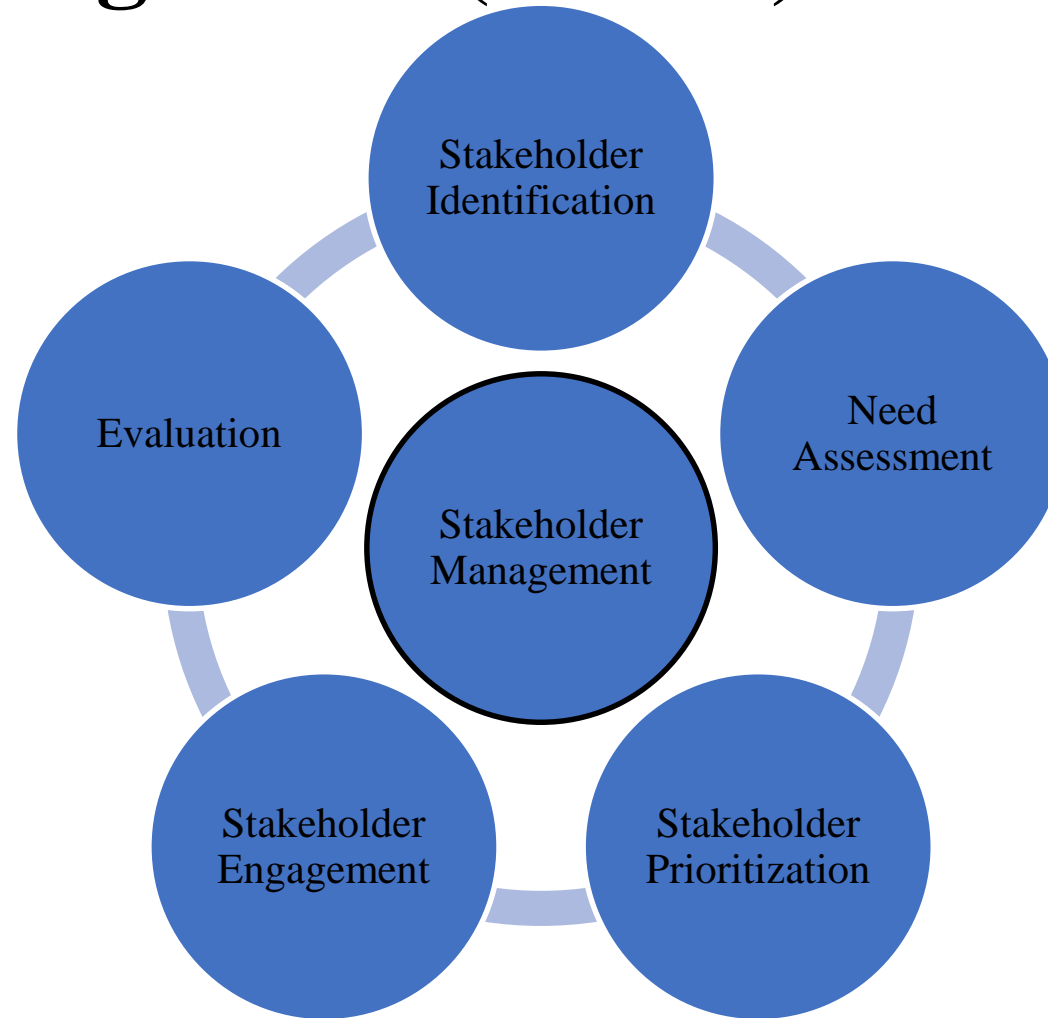 Stakeholder
Identification
Need
Assessment
Evaluation
Stakeholder
Management
Stakeholder
Engagement
Stakeholder
Prioritization